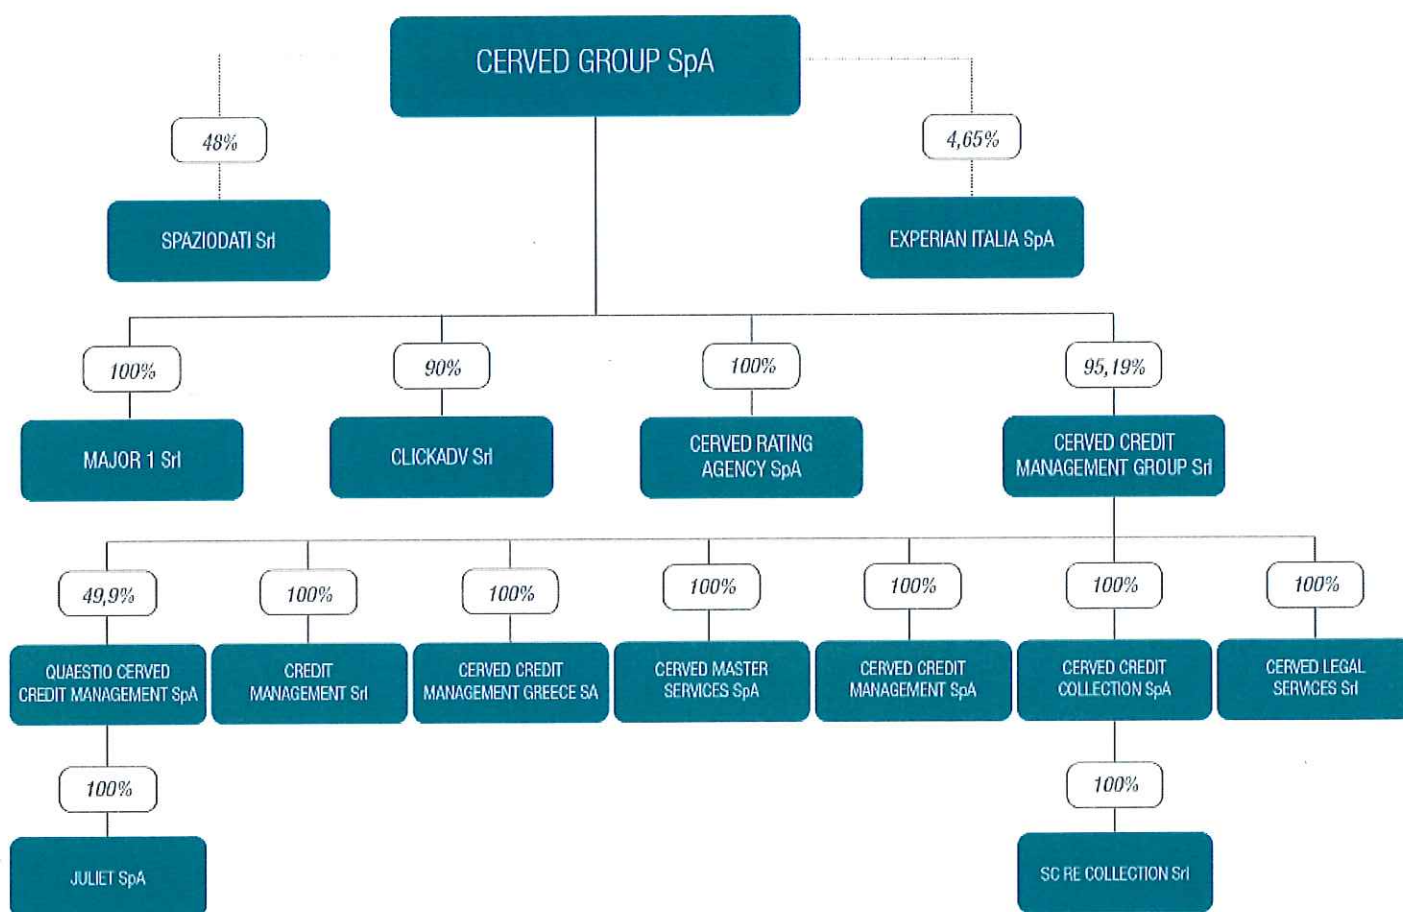 CERVED GROUP SpA
48%
4,65%
SPAZIODATI Srl
EXPERIAN ITALIA SpA
100%
90%
100%
95,19%
MAJOR 1 Srl
CLICKADV Srl
CERVED RATING
AGENCY SpA
CERVED CREDIT
MANAGEMENT GROUP Srl
49,9%
100%
100%
100%
100%
100%
100%
QUAESTIO CERVED
CREDIT MANAGEMENT SpA
CREDIT
MANAGEMENT Srl
CERVED CREDIT
MANAGEMENT GREECE SA
CERVED MASTER
SERVICES SpA
CERVED CREDIT
MANAGEMENT SpA
CERVED CREDIT
COLLECTION SpA
CERVED LEGAL
SERVICES Srl
100%
100%
JULIET SpA
SC RE COLLECTION Srl